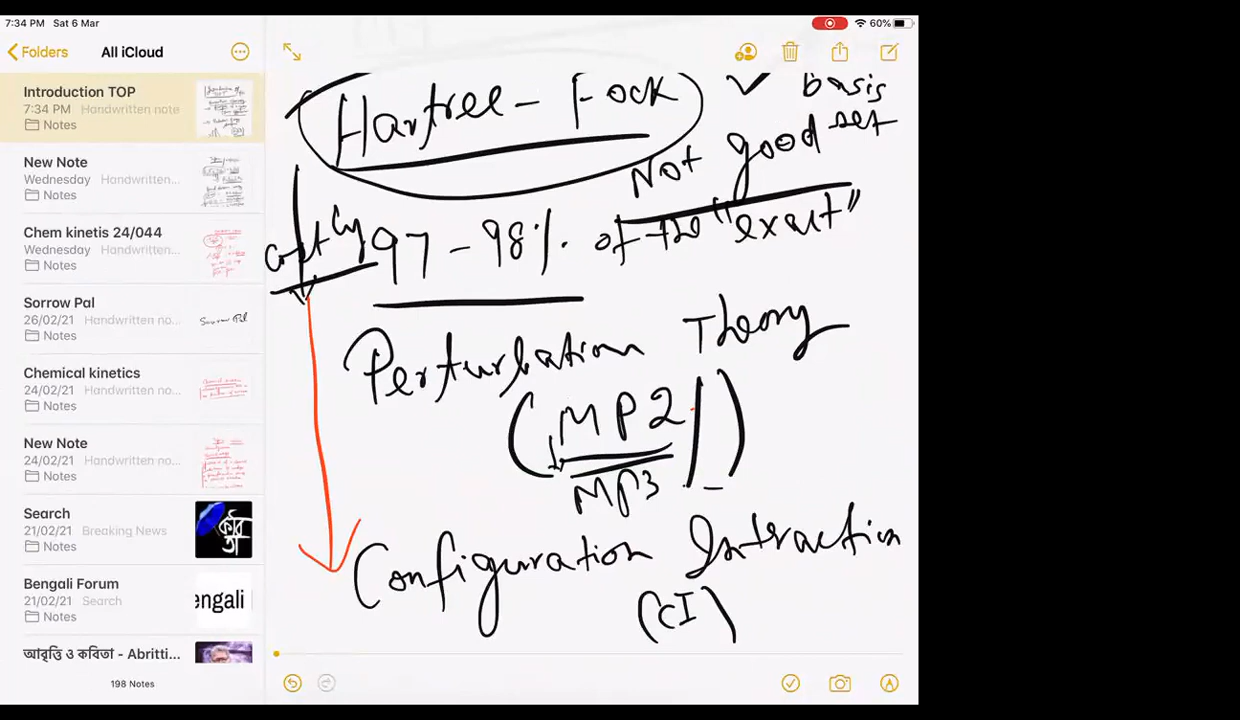 7:34 PM Sat 6 Mar
60%
Folders
All iCloud
Introduction TOP
7:34 PM Handwritten note
Notes
New Note
Wednesday Handwritten...
Notes
Chem kinetis 24/044
Wednesday Handwritten...
Notes
Sorrow Pal
26/02/21 Handwritten no...
Notes
Chemical kinetics
24/02/21 Handwritten no...
Notes
New Note
24/02/21 Handwritten no...
Notes
Search
21/02/21 Breaking News
Notes
Bengali Forum
21/02/21 Search
Notes
engali
আবৃত্তি ও কবিতা - Abritti...
198 Notes
Hartree - Fock
basis
set
Not good
costly
97 - 98% of the "exact"
Perturbation Theory
(MP2
MP3
)
Configuration Intraction
(CI)